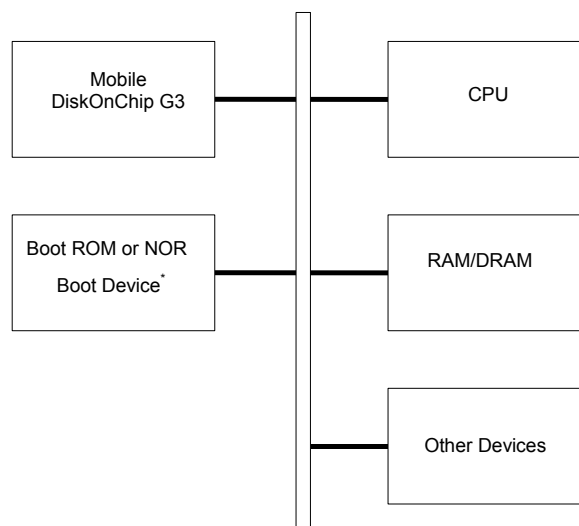 Mobile
DiskOnChip G3
CPU
Boot ROM or NOR
Boot Device*
RAM/DRAM
Other Devices